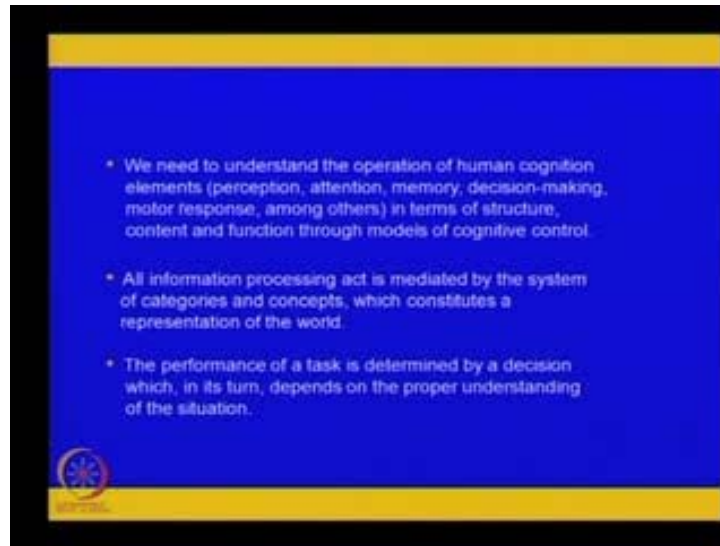 • We need to understand the operation of human cognition
elements (perception, attention, memory, decision-making,
motor response, among others) in terms of structure,
content and function through models of cognitive control.
• All information processing act is mediated by the system
of categories and concepts, which constitutes a
representation of the world.
• The performance of a task is determined by a decision
which, in its turn, depends on the proper understanding
of the situation.
NPTEL